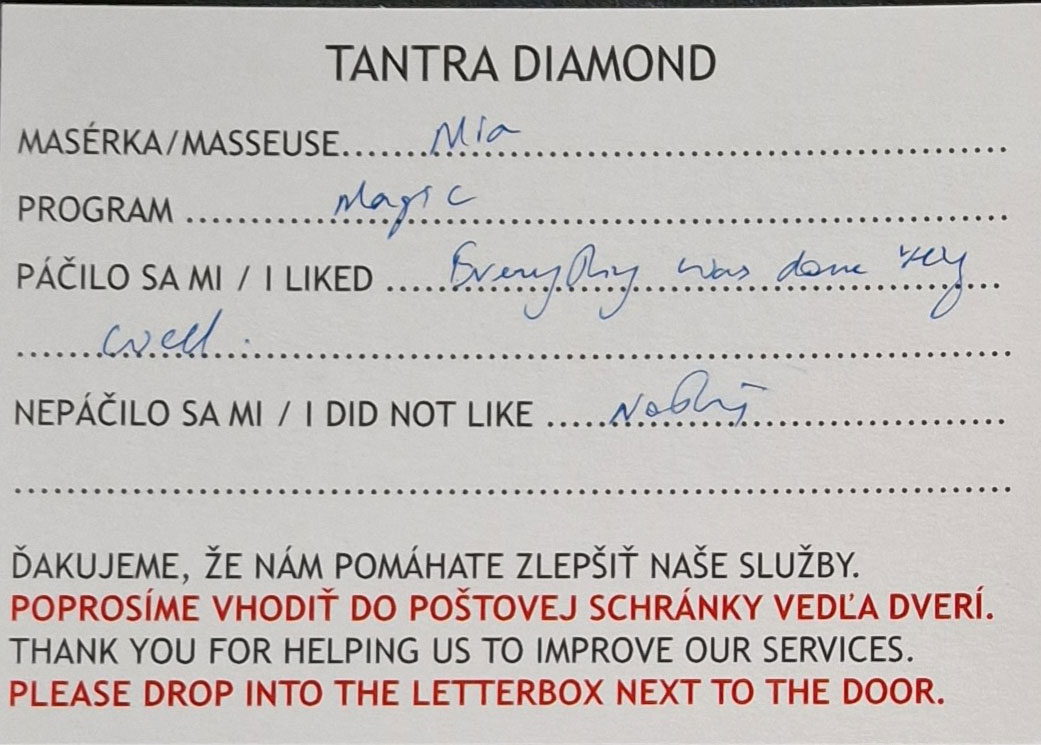 TANTRA DIAMOND
MASÉRKA/MASSEUSE.......Mia.......
PROGRAM ...........Magic...........
PÁČILO SA MI / I LIKED .....Everything was done very...
.......well.......
NEPÁČILO SA MI / I DID NOT LIKE .....Nothing.......
.......
ĎAKUJEME, ŽE NÁM POMÁHATE ZLEPŠIŤ NAŠE SLUŽBY.
POPROSÍME VHODIŤ DO POŠTOVEJ SCHRÁNKY VEDĽA DVERÍ.
THANK YOU FOR HELPING US TO IMPROVE OUR SERVICES.
PLEASE DROP INTO THE LETTERBOX NEXT TO THE DOOR.